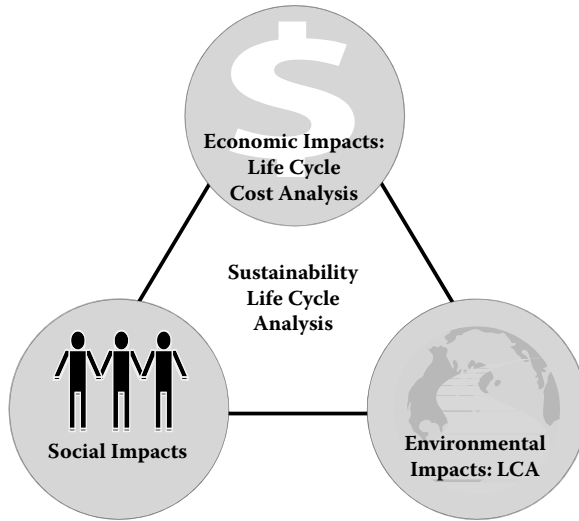 $
Economic Impacts:
Life Cycle
Cost Analysis
Sustainability
Life Cycle
Analysis
Social Impacts
Environmental
Impacts: LCA